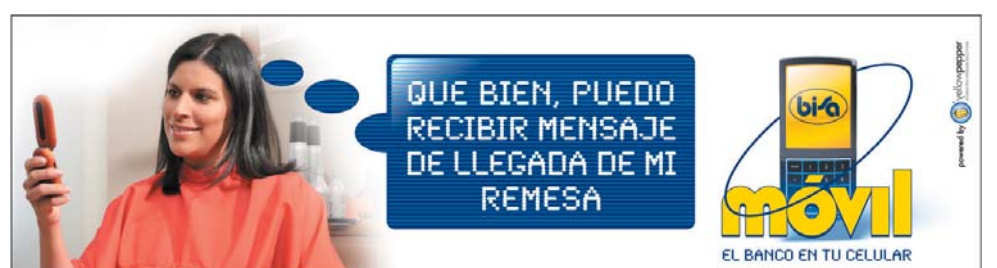 QUE BIEN, PUEDO
RECIBIR MENSAJE
DE LLEGADA DE MI
REMESA
bisa
móvil
EL BANCO EN TU CELULAR
powered by yellowpepper